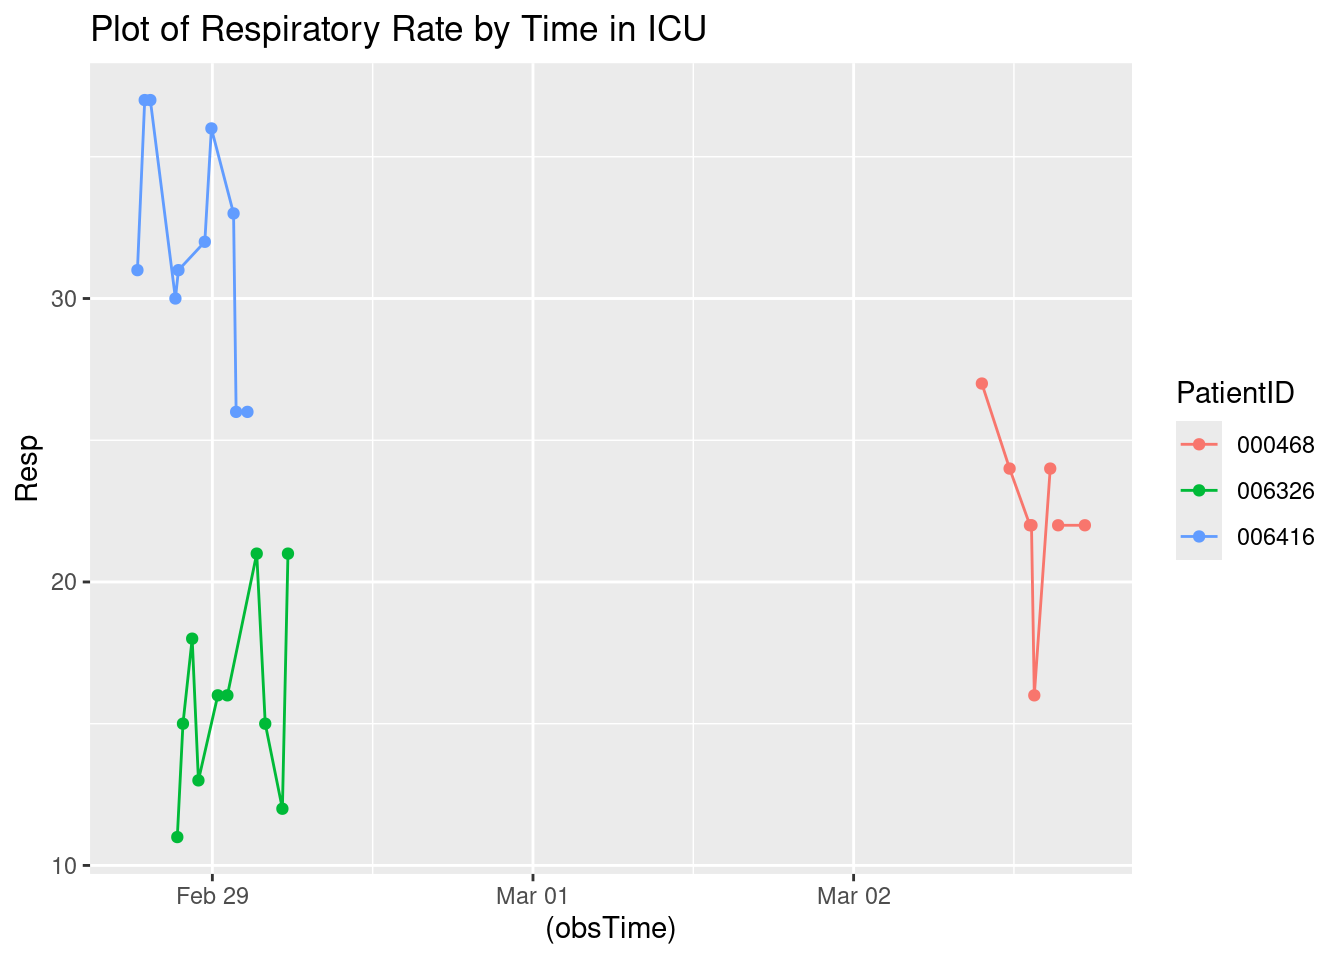 Plot of Respiratory Rate by Time in ICU
Resp
30
20
10
Feb 29
Mar 01
Mar 02
(obsTime)
PatientID
000468
006326
006416